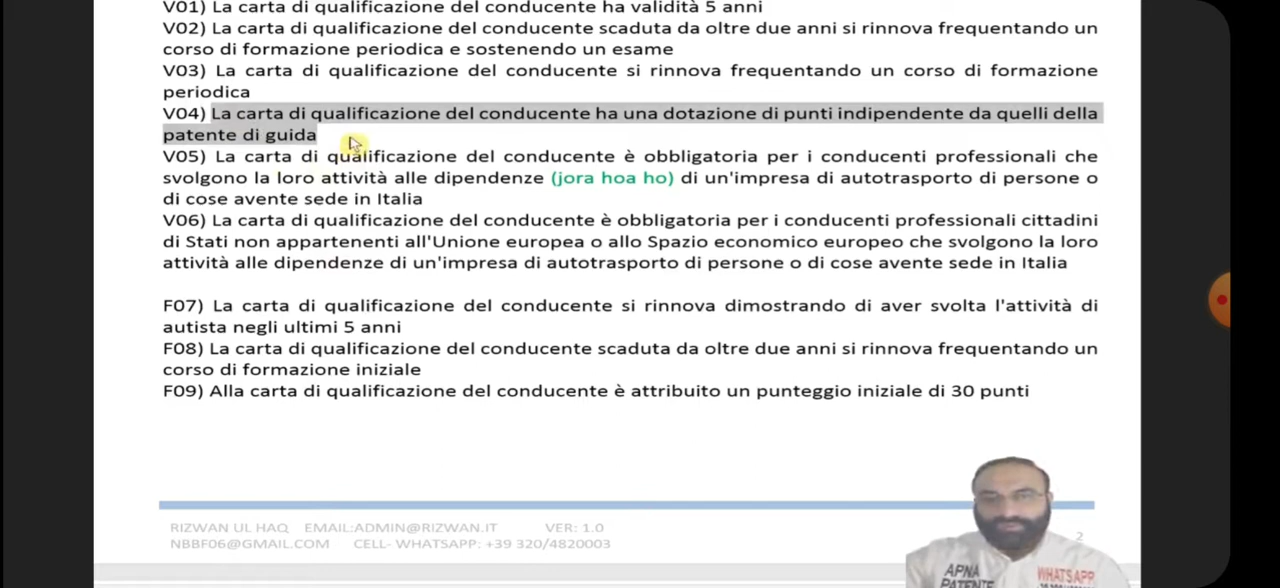 V01) La carta di qualificazione del conducente ha validità 5 anni
V02) La carta di qualificazione del conducente scaduta da oltre due anni si rinnova frequentando un
corso di formazione periodica e sostenendo un esame
V03) La carta di qualificazione del conducente si rinnova frequentando un corso di formazione
periodica
V04) La carta di qualificazione del conducente ha una dotazione di punti indipendente da quelli della
patente di guida
V05) La carta di qualificazione del conducente è obbligatoria per i conducenti professionali che
svolgono la loro attività alle dipendenze (jora hoa ho) di un'impresa di autotrasporto di persone o
di cose avente sede in Italia
V06) La carta di qualificazione del conducente è obbligatoria per i conducenti professionali cittadini
di Stati non appartenenti all'Unione europea o allo Spazio economico europeo che svolgono la loro
attività alle dipendenze di un'impresa di autotrasporto di persone o di cose avente sede in Italia
F07) La carta di qualificazione del conducente si rinnova dimostrando di aver svolta l'attività di
autista negli ultimi 5 anni
F08) La carta di qualificazione del conducente scaduta da oltre due anni si rinnova frequentando un
corso di formazione iniziale
F09) Alla carta di qualificazione del conducente è attribuito un punteggio iniziale di 30 punti
RIZWAN UL HAQ EMAIL:ADMIN@RIZWAN.IT VER: 1.0
NBBF06@GMAIL.COM CELL- WHATSAPP: +39 320/4820003
2
APNA WHATSAPP
PATENTE